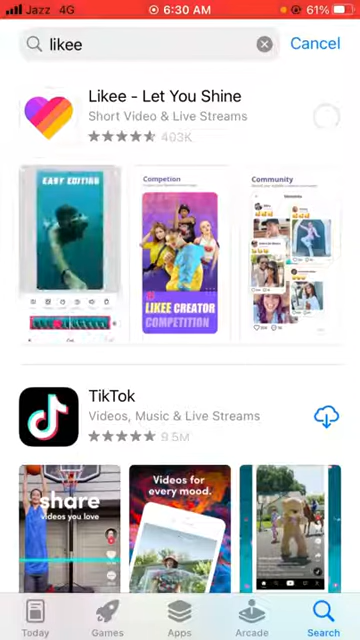 Jazz 4G 6:30 AM 61%
likee
Cancel
Likee - Let You Shine
Short Video & Live Streams
403K
EASY EDITING
Competion
LIKEE CREATOR
COMPETITION
Community
TikTok
Videos, Music & Live Streams
9.5M
share
videos you love
Videos for
every mood.
Today
Games
Apps
Arcade
Search